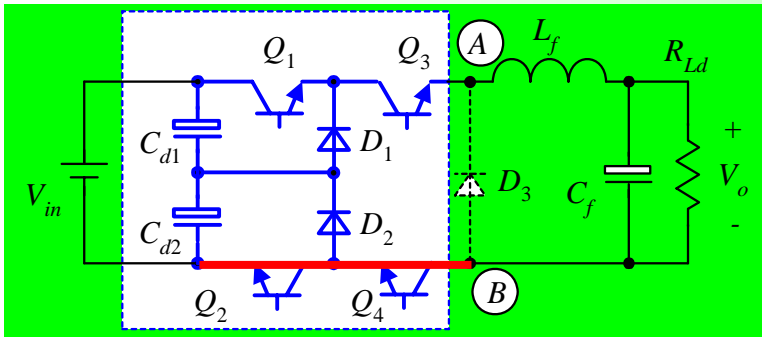 Q1
Q3
A
Lf
RLd
Cd1
D1
Vin
D3
Cf
+
Vo
-
Cd2
D2
Q2
Q4
B